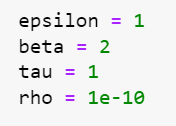 epsilon = 1
beta = 2
tau = 1
rho = 1e-10